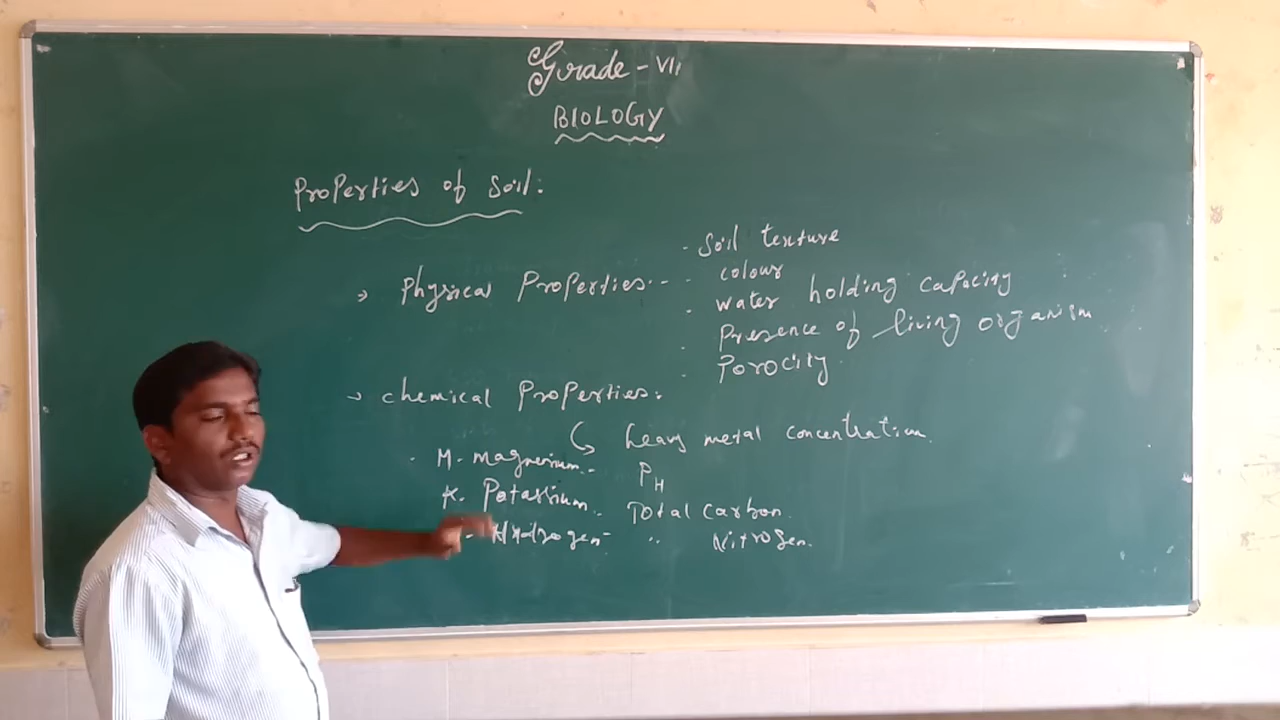 Grade - VII
BIOLOGY
Properties of Soil:
→ Physical Properties: - · Soil texture
· colour
· water holding capacity
· Presence of living organism
· Porocity.
→ chemical Properties:
heavy metal concentration.
· M. magnesium. - PH
K. Potassium. - Total Carbon.
- Hydrogen - " Nitrogen.